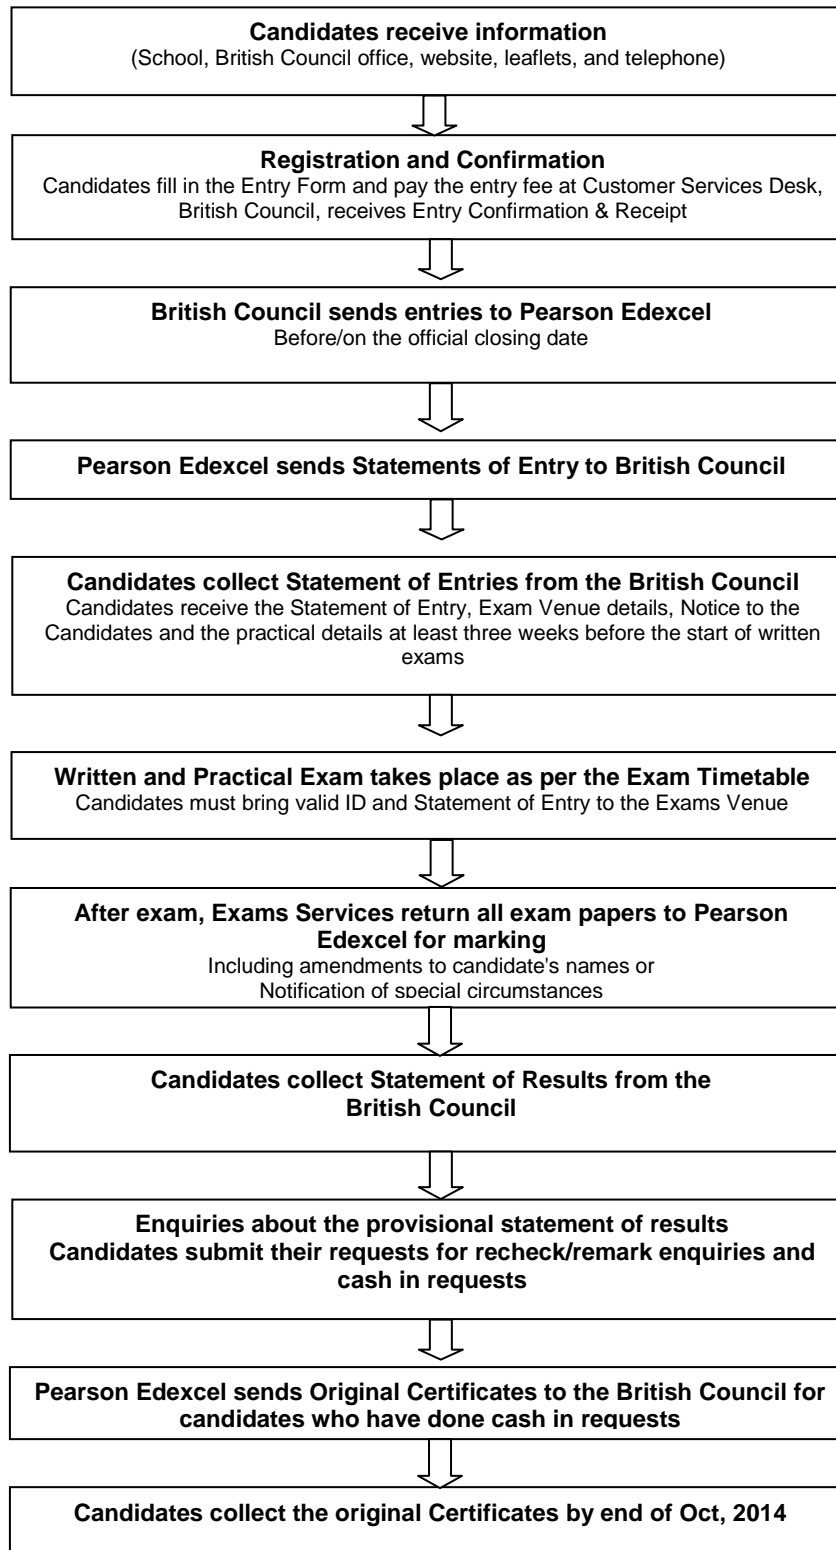 Candidates receive information
(School, British Council office, website, leaflets, and telephone)
Registration and Confirmation
Candidates fill in the Entry Form and pay the entry fee at Customer Services Desk,
British Council, receives Entry Confirmation & Receipt
British Council sends entries to Pearson Edexcel
Before/on the official closing date
Pearson Edexcel sends Statements of Entry to British Council
Candidates collect Statement of Entries from the British Council
Candidates receive the Statement of Entry, Exam Venue details, Notice to the
Candidates and the practical details at least three weeks before the start of written
exams
Written and Practical Exam takes place as per the Exam Timetable
Candidates must bring valid ID and Statement of Entry to the Exams Venue
After exam, Exams Services return all exam papers to Pearson
Edexcel for marking
Including amendments to candidate's names or
Notification of special circumstances
Candidates collect Statement of Results from the
British Council
Enquiries about the provisional statement of results
Candidates submit their requests for recheck/remark enquiries and
cash in requests
Pearson Edexcel sends Original Certificates to the British Council for
candidates who have done cash in requests
Candidates collect the original Certificates by end of Oct, 2014